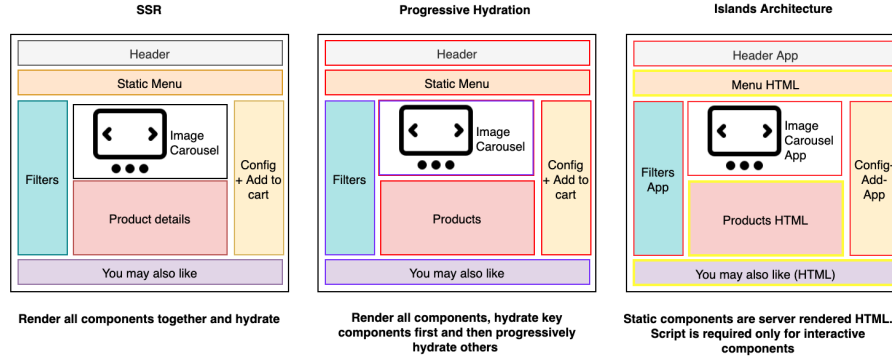 SSR
Header
Static Menu
Filters
Image
Carousel
Config
+ Add to
cart
Product details
You may also like
Render all components together and hydrate
Progressive Hydration
Header
Static Menu
Filters
Image
Carousel
Config
+ Add to
cart
Products
You may also like
Render all components, hydrate key
components first and then progressively
hydrate others
Islands Architecture
Header App
Menu HTML
Filters
App
Image
Carousel
App
Config-
Add-
App
Products HTML
You may also like (HTML)
Static components are server rendered HTML.
Script is required only for interactive
components